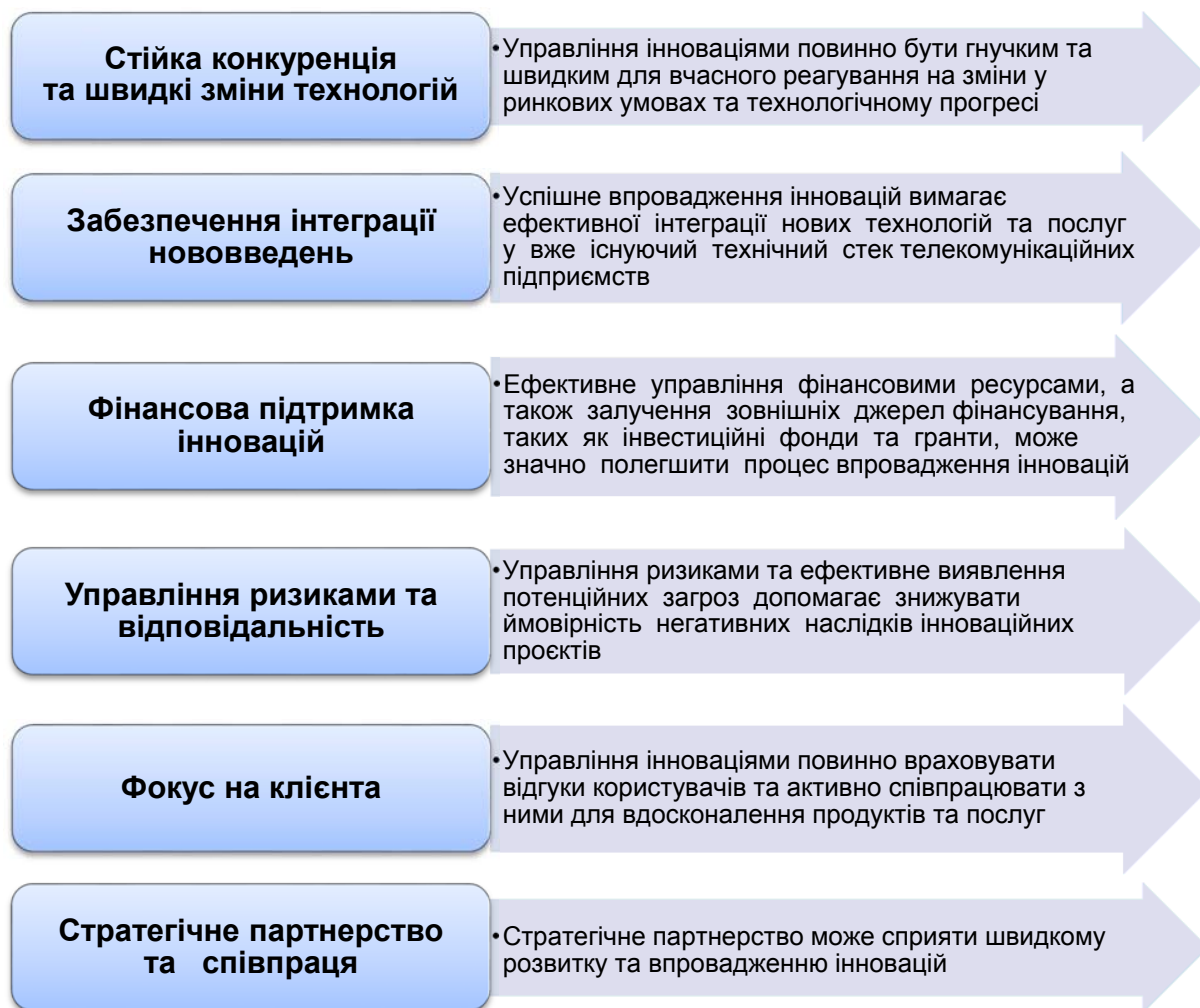 Стійка конкуренція
та швидкі зміни технологій
•Управління інноваціями повинно бути гнучким та
швидким для вчасного реагування на зміни у
ринкових умовах та технологічному прогресі
Забезпечення інтеграції
нововведень
•Успішне впровадження інновацій вимагає
ефективної інтеграції нових технологій та послуг
у вже існуючий технічний стек телекомунікаційних
підприємств
Фінансова підтримка
інновацій
•Ефективне управління фінансовими ресурсами, а
також залучення зовнішніх джерел фінансування,
таких як інвестиційні фонди та гранти, може
значно полегшити процес впровадження інновацій
Управління ризиками та
відповідальність
•Управління ризиками та ефективне виявлення
потенційних загроз допомагає знижувати
ймовірність негативних наслідків інноваційних
проєктів
Фокус на клієнта
•Управління інноваціями повинно враховувати
відгуки користувачів та активно співпрацювати з
ними для вдосконалення продуктів та послуг
Стратегічне партнерство
та співпраця
•Стратегічне партнерство може сприяти швидкому
розвитку та впровадженню інновацій